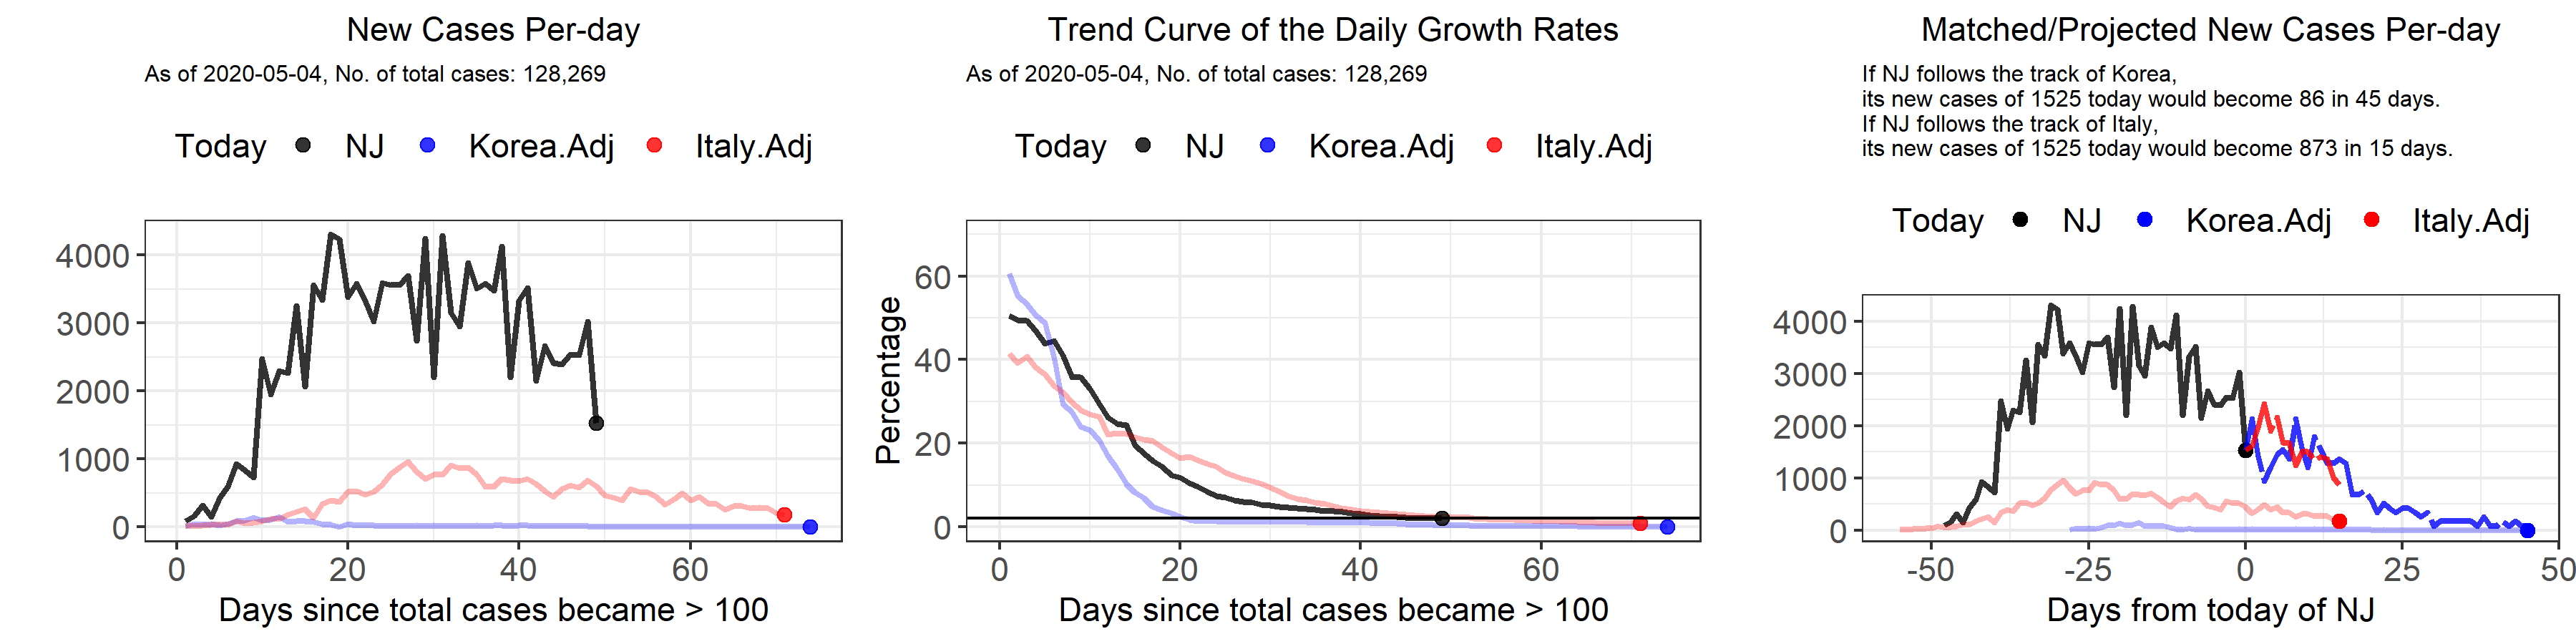 New Cases Per-day
As of 2020-05-04, No. of total cases: 128,269
Today NJ Korea.Adj Italy.Adj
4000
3000
2000
1000
0
0 20 40 60
Days since total cases became > 100
Trend Curve of the Daily Growth Rates
As of 2020-05-04, No. of total cases: 128,269
Today NJ Korea.Adj Italy.Adj
Percentage
60
40
20
0
0 20 40 60
Days since total cases became > 100
Matched/Projected New Cases Per-day
If NJ follows the track of Korea,
its new cases of 1525 today would become 86 in 45 days.
If NJ follows the track of Italy,
its new cases of 1525 today would become 873 in 15 days.
Today NJ Korea.Adj Italy.Adj
4000
3000
2000
1000
0
-50 -25 0 25 50
Days from today of NJ